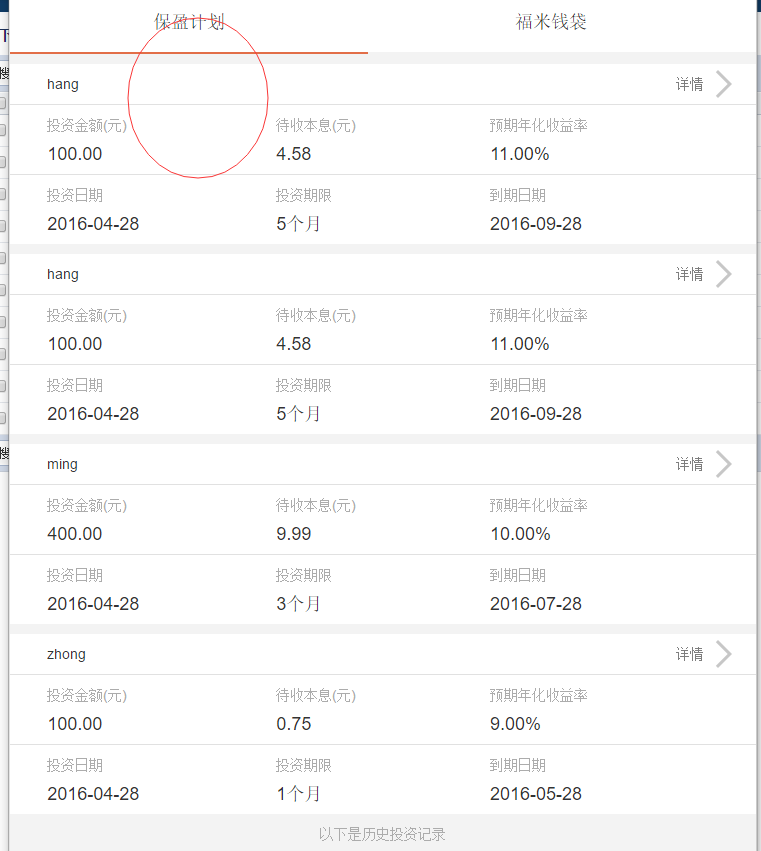 保盈计划 福米钱袋
下
搜
hang 详情
投资金额(元) 待收本息(元) 预期年化收益率
100.00 4.58 11.00%
投资日期 投资期限 到期日期
2016-04-28 5个月 2016-09-28
hang 详情
投资金额(元) 待收本息(元) 预期年化收益率
100.00 4.58 11.00%
投资日期 投资期限 到期日期
2016-04-28 5个月 2016-09-28
搜
ming 详情
投资金额(元) 待收本息(元) 预期年化收益率
400.00 9.99 10.00%
投资日期 投资期限 到期日期
2016-04-28 3个月 2016-07-28
zhong 详情
投资金额(元) 待收本息(元) 预期年化收益率
100.00 0.75 9.00%
投资日期 投资期限 到期日期
2016-04-28 1个月 2016-05-28
以下是历史投资记录